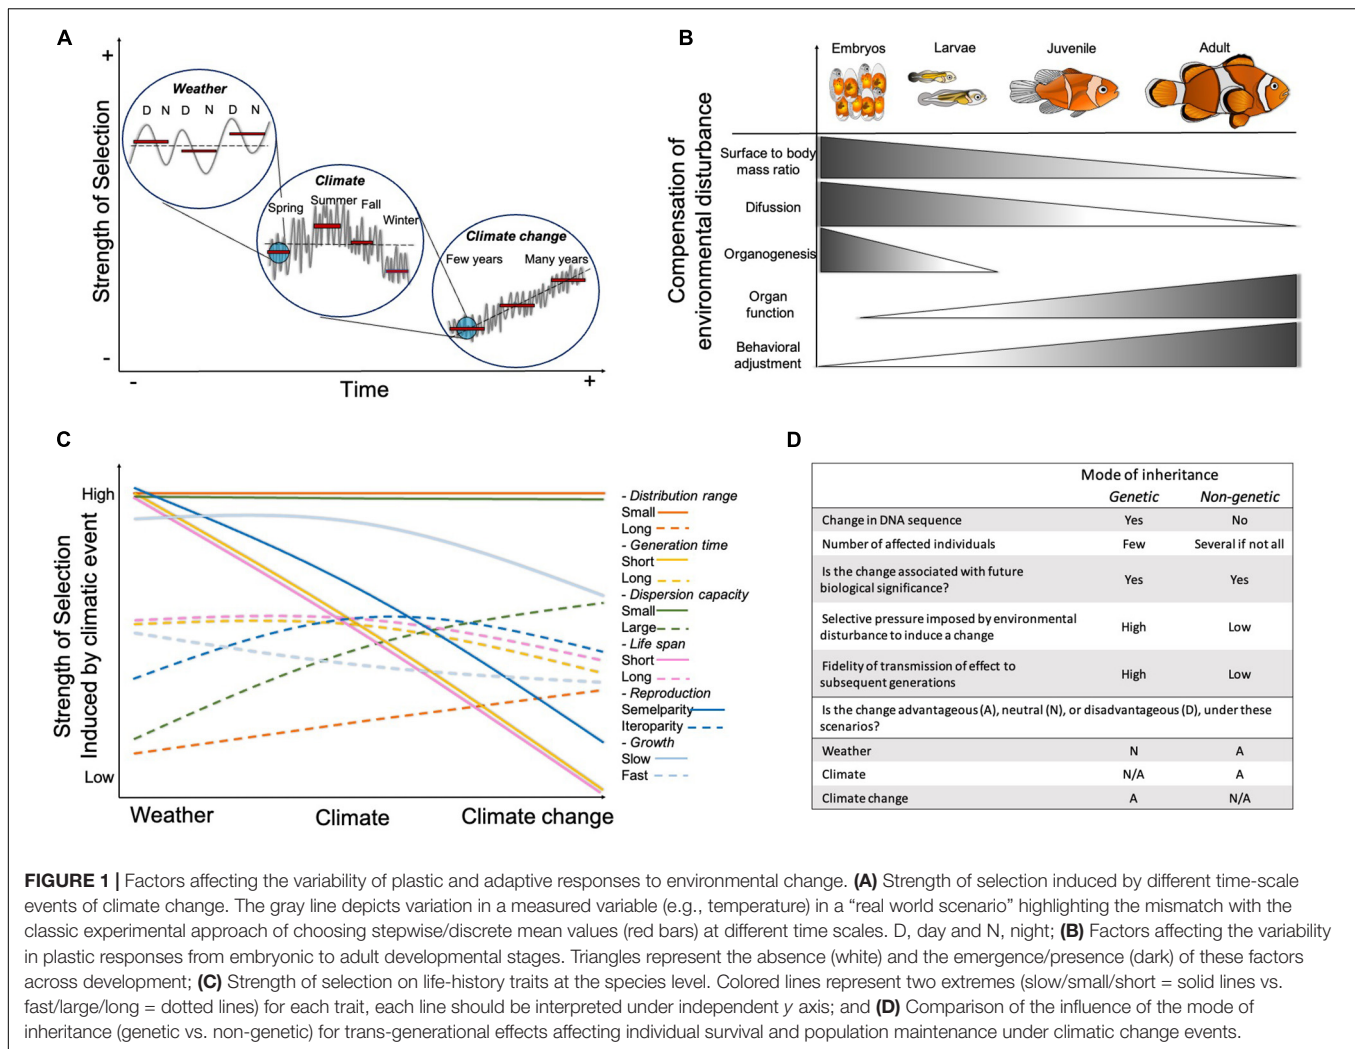 A
+
Strength of Selection
-
Weather
D N D N D N
Climate
Spring
Summer
Fall
Winter
Climate change
Few years
Many years
-
Time
+
B
Compensation of
environmental disturbance
Embryos
Larvae
Juvenile
Adult
Surface to body
mass ratio
Difussion
Organogenesis
Organ
function
Behavioral
adjustment
C
Strength of Selection
Induced by climatic event
High
Low
Weather
Climate
Climate change
- Distribution range
Small
Long
- Generation time
Short
Long
- Dispersion capacity
Small
Large
- Life span
Short
Long
- Reproduction
Semelparity
Iteroparity
- Growth
Slow
Fast
D
Mode of inheritance
Genetic Non-genetic
Change in DNA sequence Yes No
Number of affected individuals Few Several if not all
Is the change associated with future
biological significance? Yes Yes
Selective pressure imposed by environmental
disturbance to induce a change High Low
Fidelity of transmission of effect to
subsequent generations High Low
Is the change advantageous (A), neutral (N), or disadvantageous (D), under these
scenarios?
Weather N A
Climate N/A A
Climate change A N/A
FIGURE 1 | Factors affecting the variability of plastic and adaptive responses to environmental change. (A) Strength of selection induced by different time-scale
events of climate change. The gray line depicts variation in a measured variable (e.g., temperature) in a “real world scenario” highlighting the mismatch with the
classic experimental approach of choosing stepwise/discrete mean values (red bars) at different time scales. D, day and N, night; (B) Factors affecting the variability
in plastic responses from embryonic to adult developmental stages. Triangles represent the absence (white) and the emergence/presence (dark) of these factors
across development; (C) Strength of selection on life-history traits at the species level. Colored lines represent two extremes (slow/small/short = solid lines vs.
fast/large/long = dotted lines) for each trait, each line should be interpreted under independent y axis; and (D) Comparison of the influence of the mode of
inheritance (genetic vs. non-genetic) for trans-generational effects affecting individual survival and population maintenance under climatic change events.